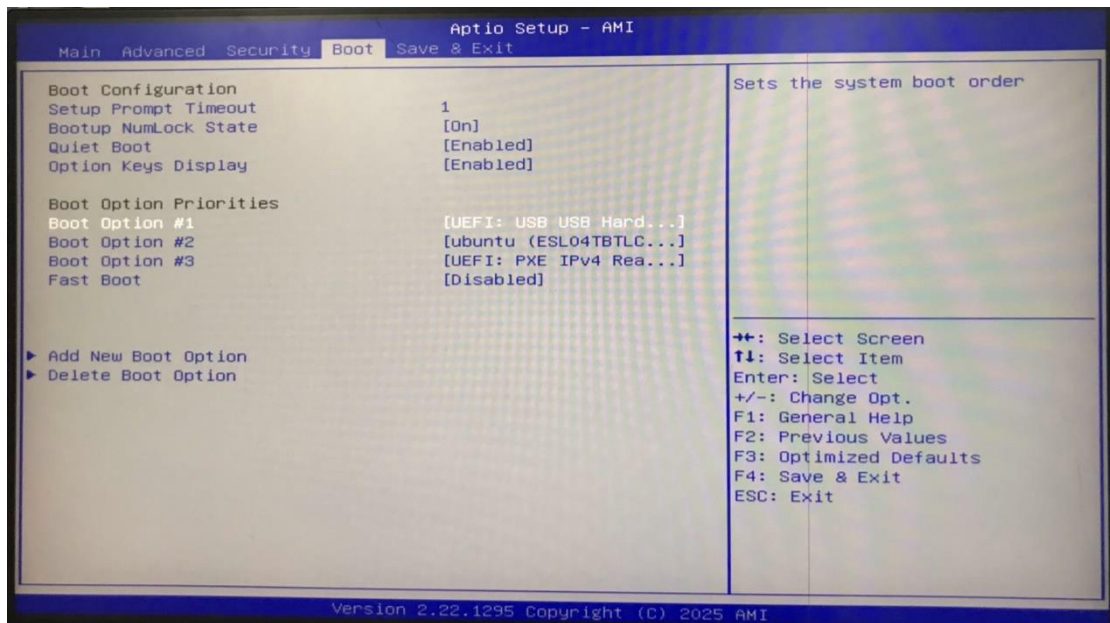 Aptio Setup - AMI
Main Advanced Security Boot Save & Exit
Boot Configuration
Setup Prompt Timeout 1
Bootup NumLock State [On]
Quiet Boot [Enabled]
Option Keys Display [Enabled]
Boot Option Priorities
Boot Option #1 [UEFI: USB USB Hard...]
Boot Option #2 [ubuntu (ESL04TBTLC...]
Boot Option #3 [UEFI: PXE IPv4 Rea...]
Fast Boot [Disabled]
Add New Boot Option
Delete Boot Option
Sets the system boot order
→←: Select Screen
↑↓: Select Item
Enter: Select
+/-: Change Opt.
F1: General Help
F2: Previous Values
F3: Optimized Defaults
F4: Save & Exit
ESC: Exit
Version 2.22.1295 Copyright (C) 2025 AMI